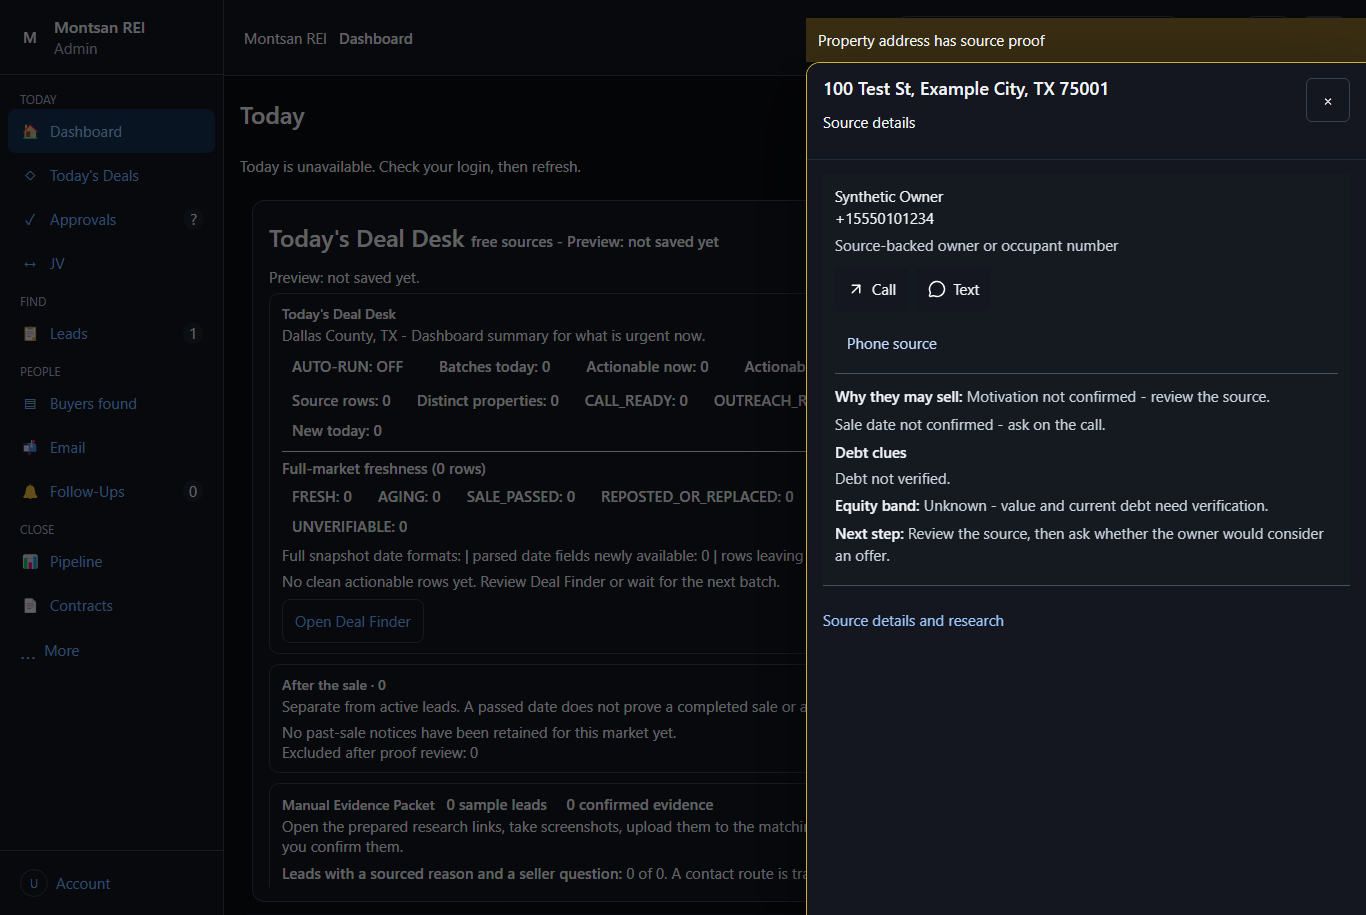 M
Montsan REI
Admin
TODAY
Dashboard
Today's Deals
Approvals ?
JV
FIND
Leads 1
PEOPLE
Buyers found
Email
Follow-Ups 0
CLOSE
Pipeline
Contracts
... More
U Account
Montsan REI Dashboard
Today
Today is unavailable. Check your login, then refresh.
Today's Deal Desk free sources - Preview: not saved yet
Preview: not saved yet.
Today's Deal Desk
Dallas County, TX - Dashboard summary for what is urgent now.
AUTO-RUN: OFF Batches today: 0 Actionable now: 0 Actionab
Source rows: 0 Distinct properties: 0 CALL_READY: 0 OUTREACH_R
New today: 0
Full-market freshness (0 rows)
FRESH: 0 AGING: 0 SALE_PASSED: 0 REPOSTED_OR_REPLACED: 0
UNVERIFIABLE: 0
Full snapshot date formats: | parsed date fields newly available: 0 | rows leaving
No clean actionable rows yet. Review Deal Finder or wait for the next batch.
Open Deal Finder
After the sale · 0
Separate from active leads. A passed date does not prove a completed sale or a
No past-sale notices have been retained for this market yet.
Excluded after proof review: 0
Manual Evidence Packet 0 sample leads 0 confirmed evidence
Open the prepared research links, take screenshots, upload them to the matchin
you confirm them.
Leads with a sourced reason and a seller question: 0 of 0. A contact route is tra
Property address has source proof
100 Test St, Example City, TX 75001
×
Source details
Synthetic Owner
+15550101234
Source-backed owner or occupant number
Call Text
Phone source
Why they may sell: Motivation not confirmed - review the source.
Sale date not confirmed - ask on the call.
Debt clues
Debt not verified.
Equity band: Unknown - value and current debt need verification.
Next step: Review the source, then ask whether the owner would consider
an offer.
Source details and research